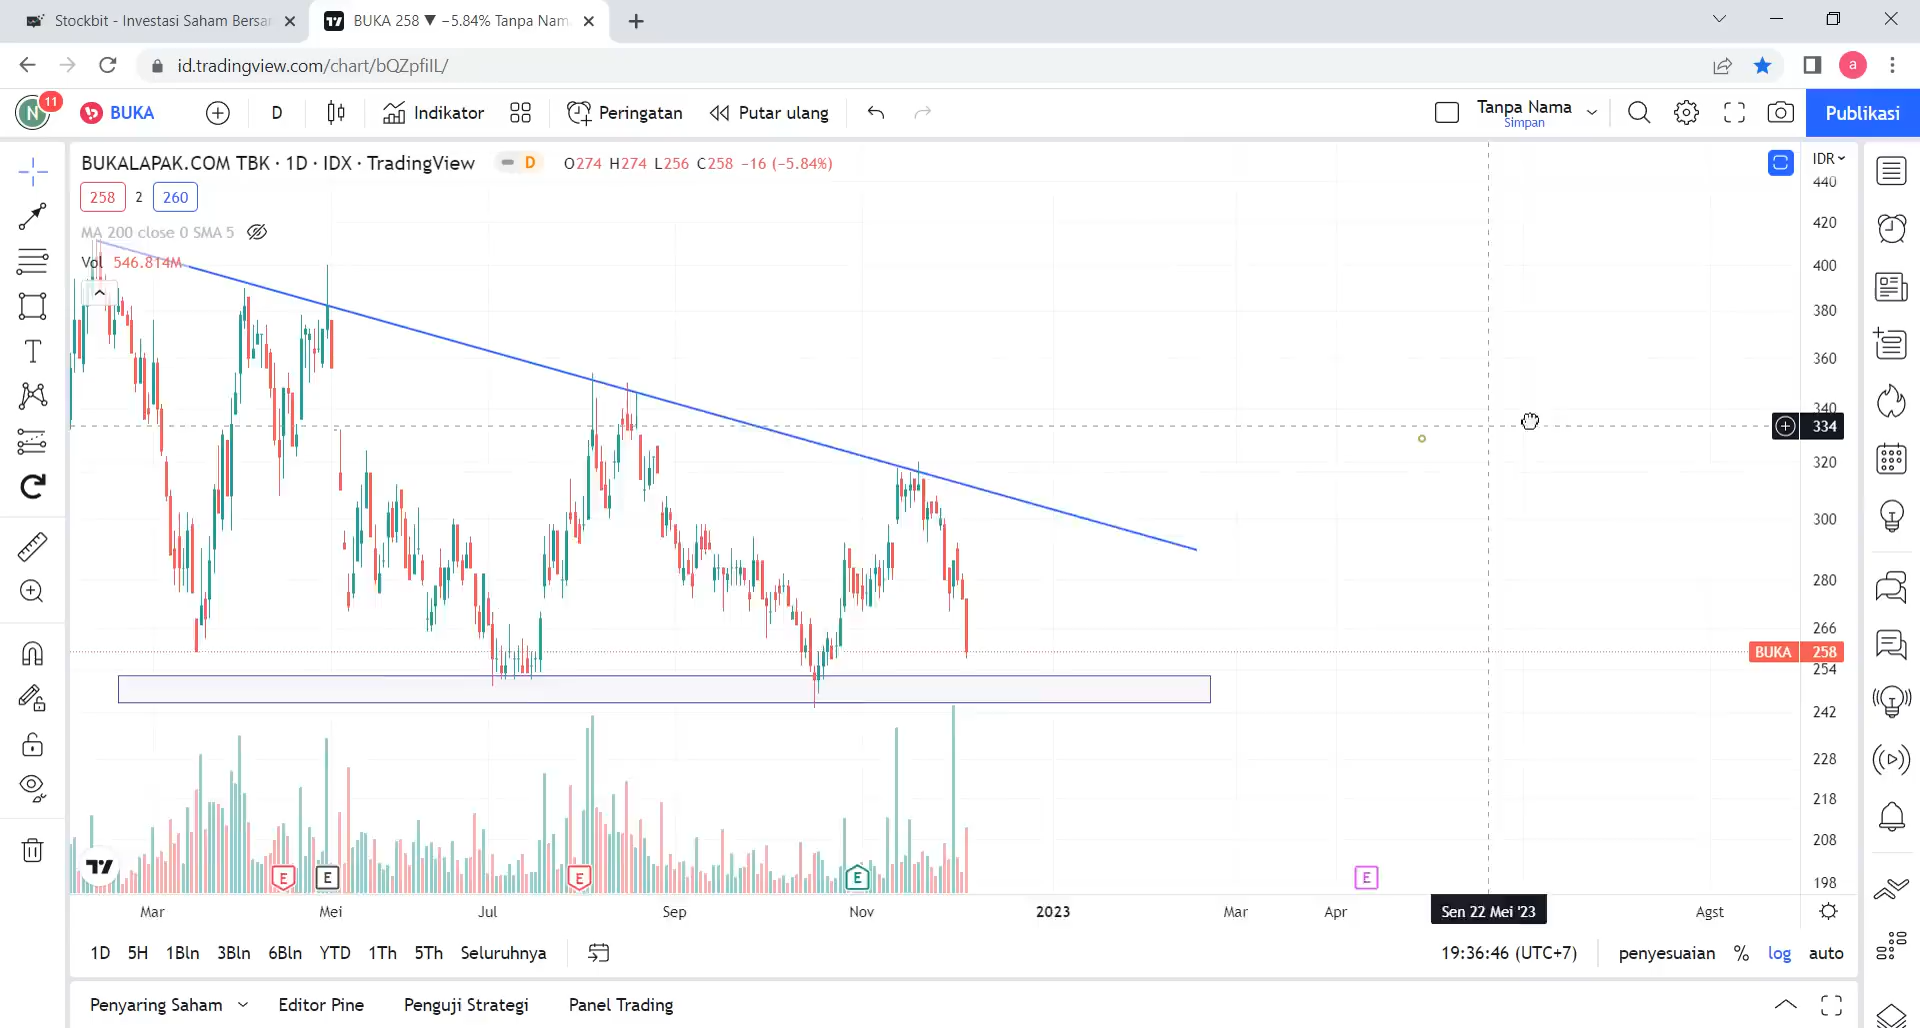 Stockbit - Investasi Saham Bersar
BUKA 258 ▼ −5.84% Tanpa Nam
id.tradingview.com/chart/bQZpfiIL/
N 11 BUKA D Indikator Peringatan Putar ulang Tanpa Nama Simpan Publikasi
a
BUKALAPAK.COM TBK · 1D · IDX · TradingView D O274 H274 L256 C258 −16 (−5.84%)
IDR
258 2 260
MA 200 close 0 SMA 5
Vol 546.814M
440
420
400
380
360
340
334
320
300
280
266
BUKA 258
254
242
228
218
208
198
E E E E E
Mar Mei Jul Sep Nov 2023 Mar Apr Sen 22 Mei '23 Agst
1D 5H 1Bln 3Bln 6Bln YTD 1Th 5Th Seluruhnya 19:36:46 (UTC+7) penyesuaian % log auto
Penyaring Saham Editor Pine Penguji Strategi Panel Trading